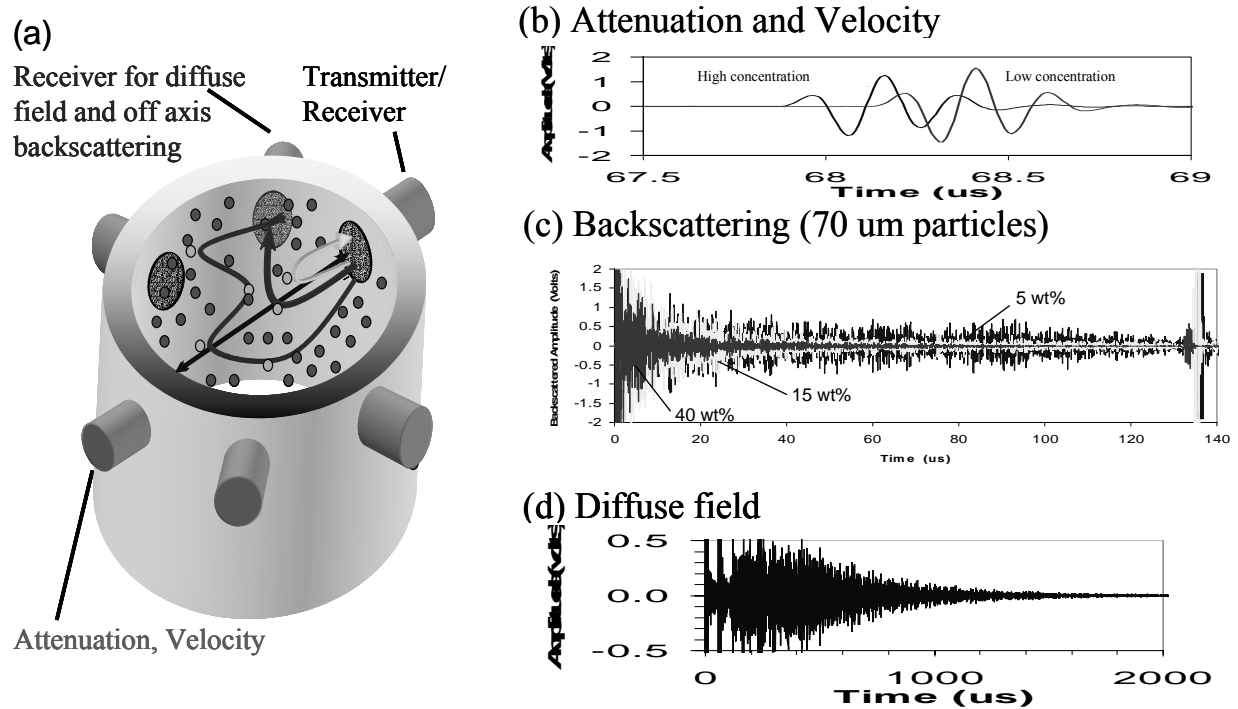 (a)
Receiver for diffuse
field and off axis
backscattering
Transmitter/
Receiver
Attenuation, Velocity
(b) Attenuation and Velocity
2
1
0
-1
-2
High concentration
Low concentration
67.5
68
68.5
69
Time (us)
(c) Backscattering (70 um particles)
Backscattered Amplitude (Volts)
2
1.5
1
0.5
0
-0.5
-1
-1.5
-2
5 wt%
15 wt%
40 wt%
0
20
40
60
80
100
120
140
Time (us)
(d) Diffuse field
0.5
0.0
-0.5
0
1000
2000
Time (us)